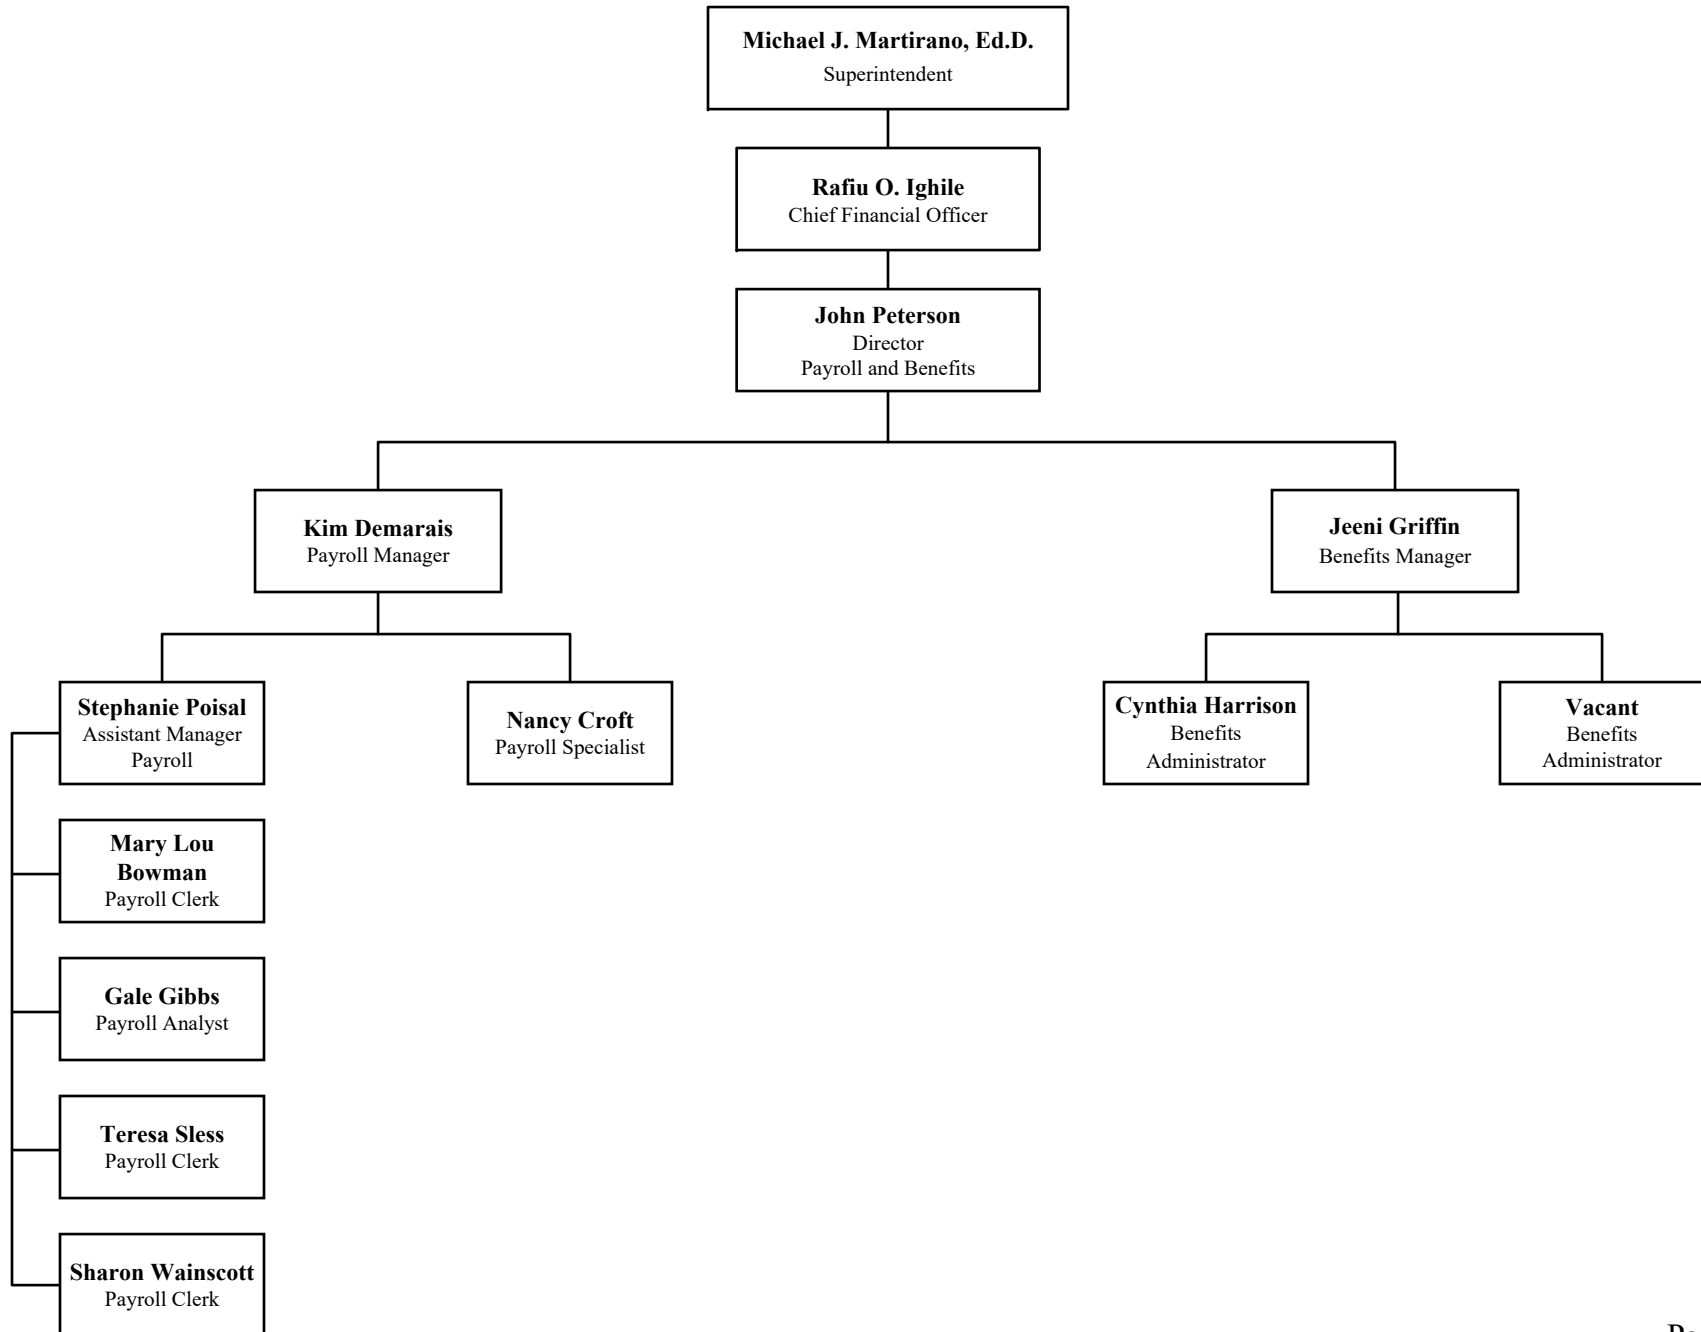 Michael J. Martirano, Ed.D.
Superintendent
Rafiu O. Ighile
Chief Financial Officer
John Peterson
Director
Payroll and Benefits
Kim Demarais
Payroll Manager
Jeeni Griffin
Benefits Manager
Stephanie Poisal
Assistant Manager
Payroll
Nancy Croft
Payroll Specialist
Cynthia Harrison
Benefits
Administrator
Vacant
Benefits
Administrator
Mary Lou
Bowman
Payroll Clerk
Gale Gibbs
Payroll Analyst
Teresa Sless
Payroll Clerk
Sharon Wainscott
Payroll Clerk